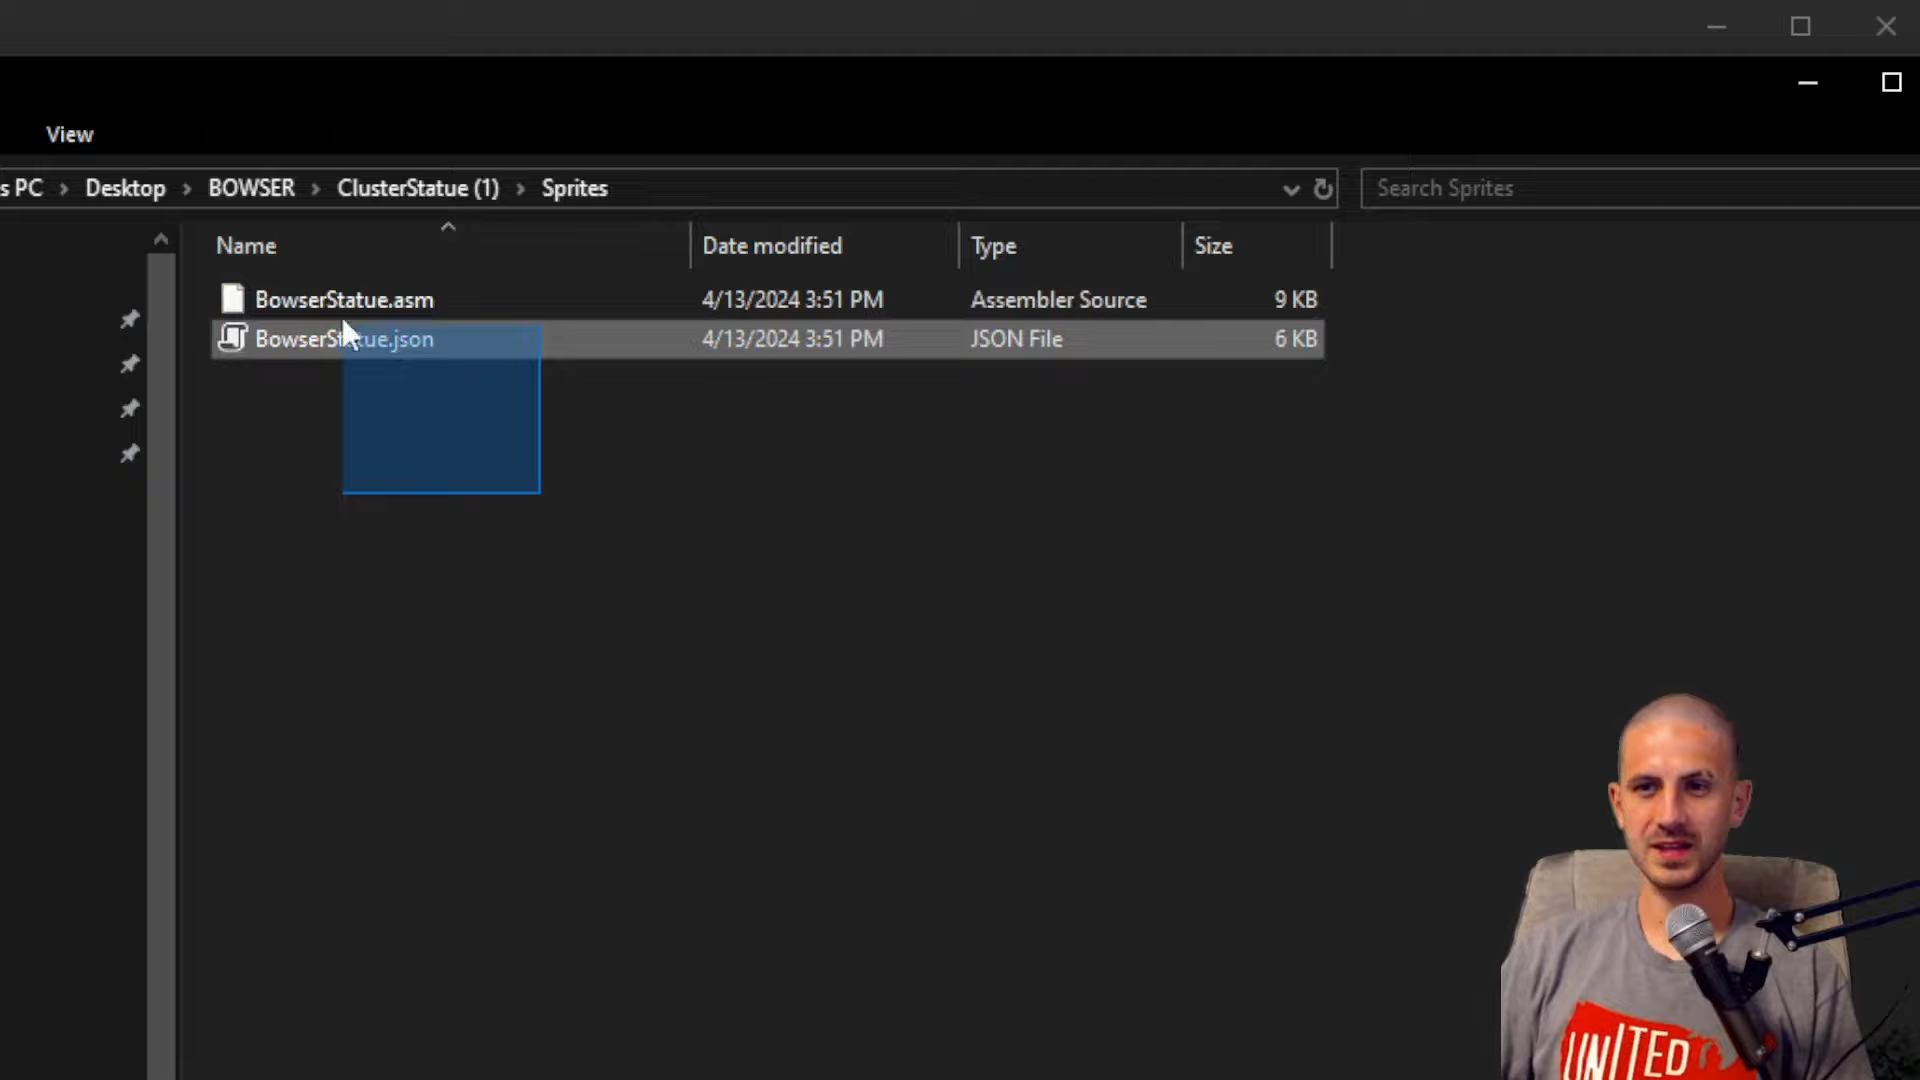 View
s PC > Desktop > BOWSER > ClusterStatue (1) > Sprites
Search Sprites
Name Date modified Type Size
BowserStatue.asm 4/13/2024 3:51 PM Assembler Source 9 KB
BowserStatue.json 4/13/2024 3:51 PM JSON File 6 KB
UNITED